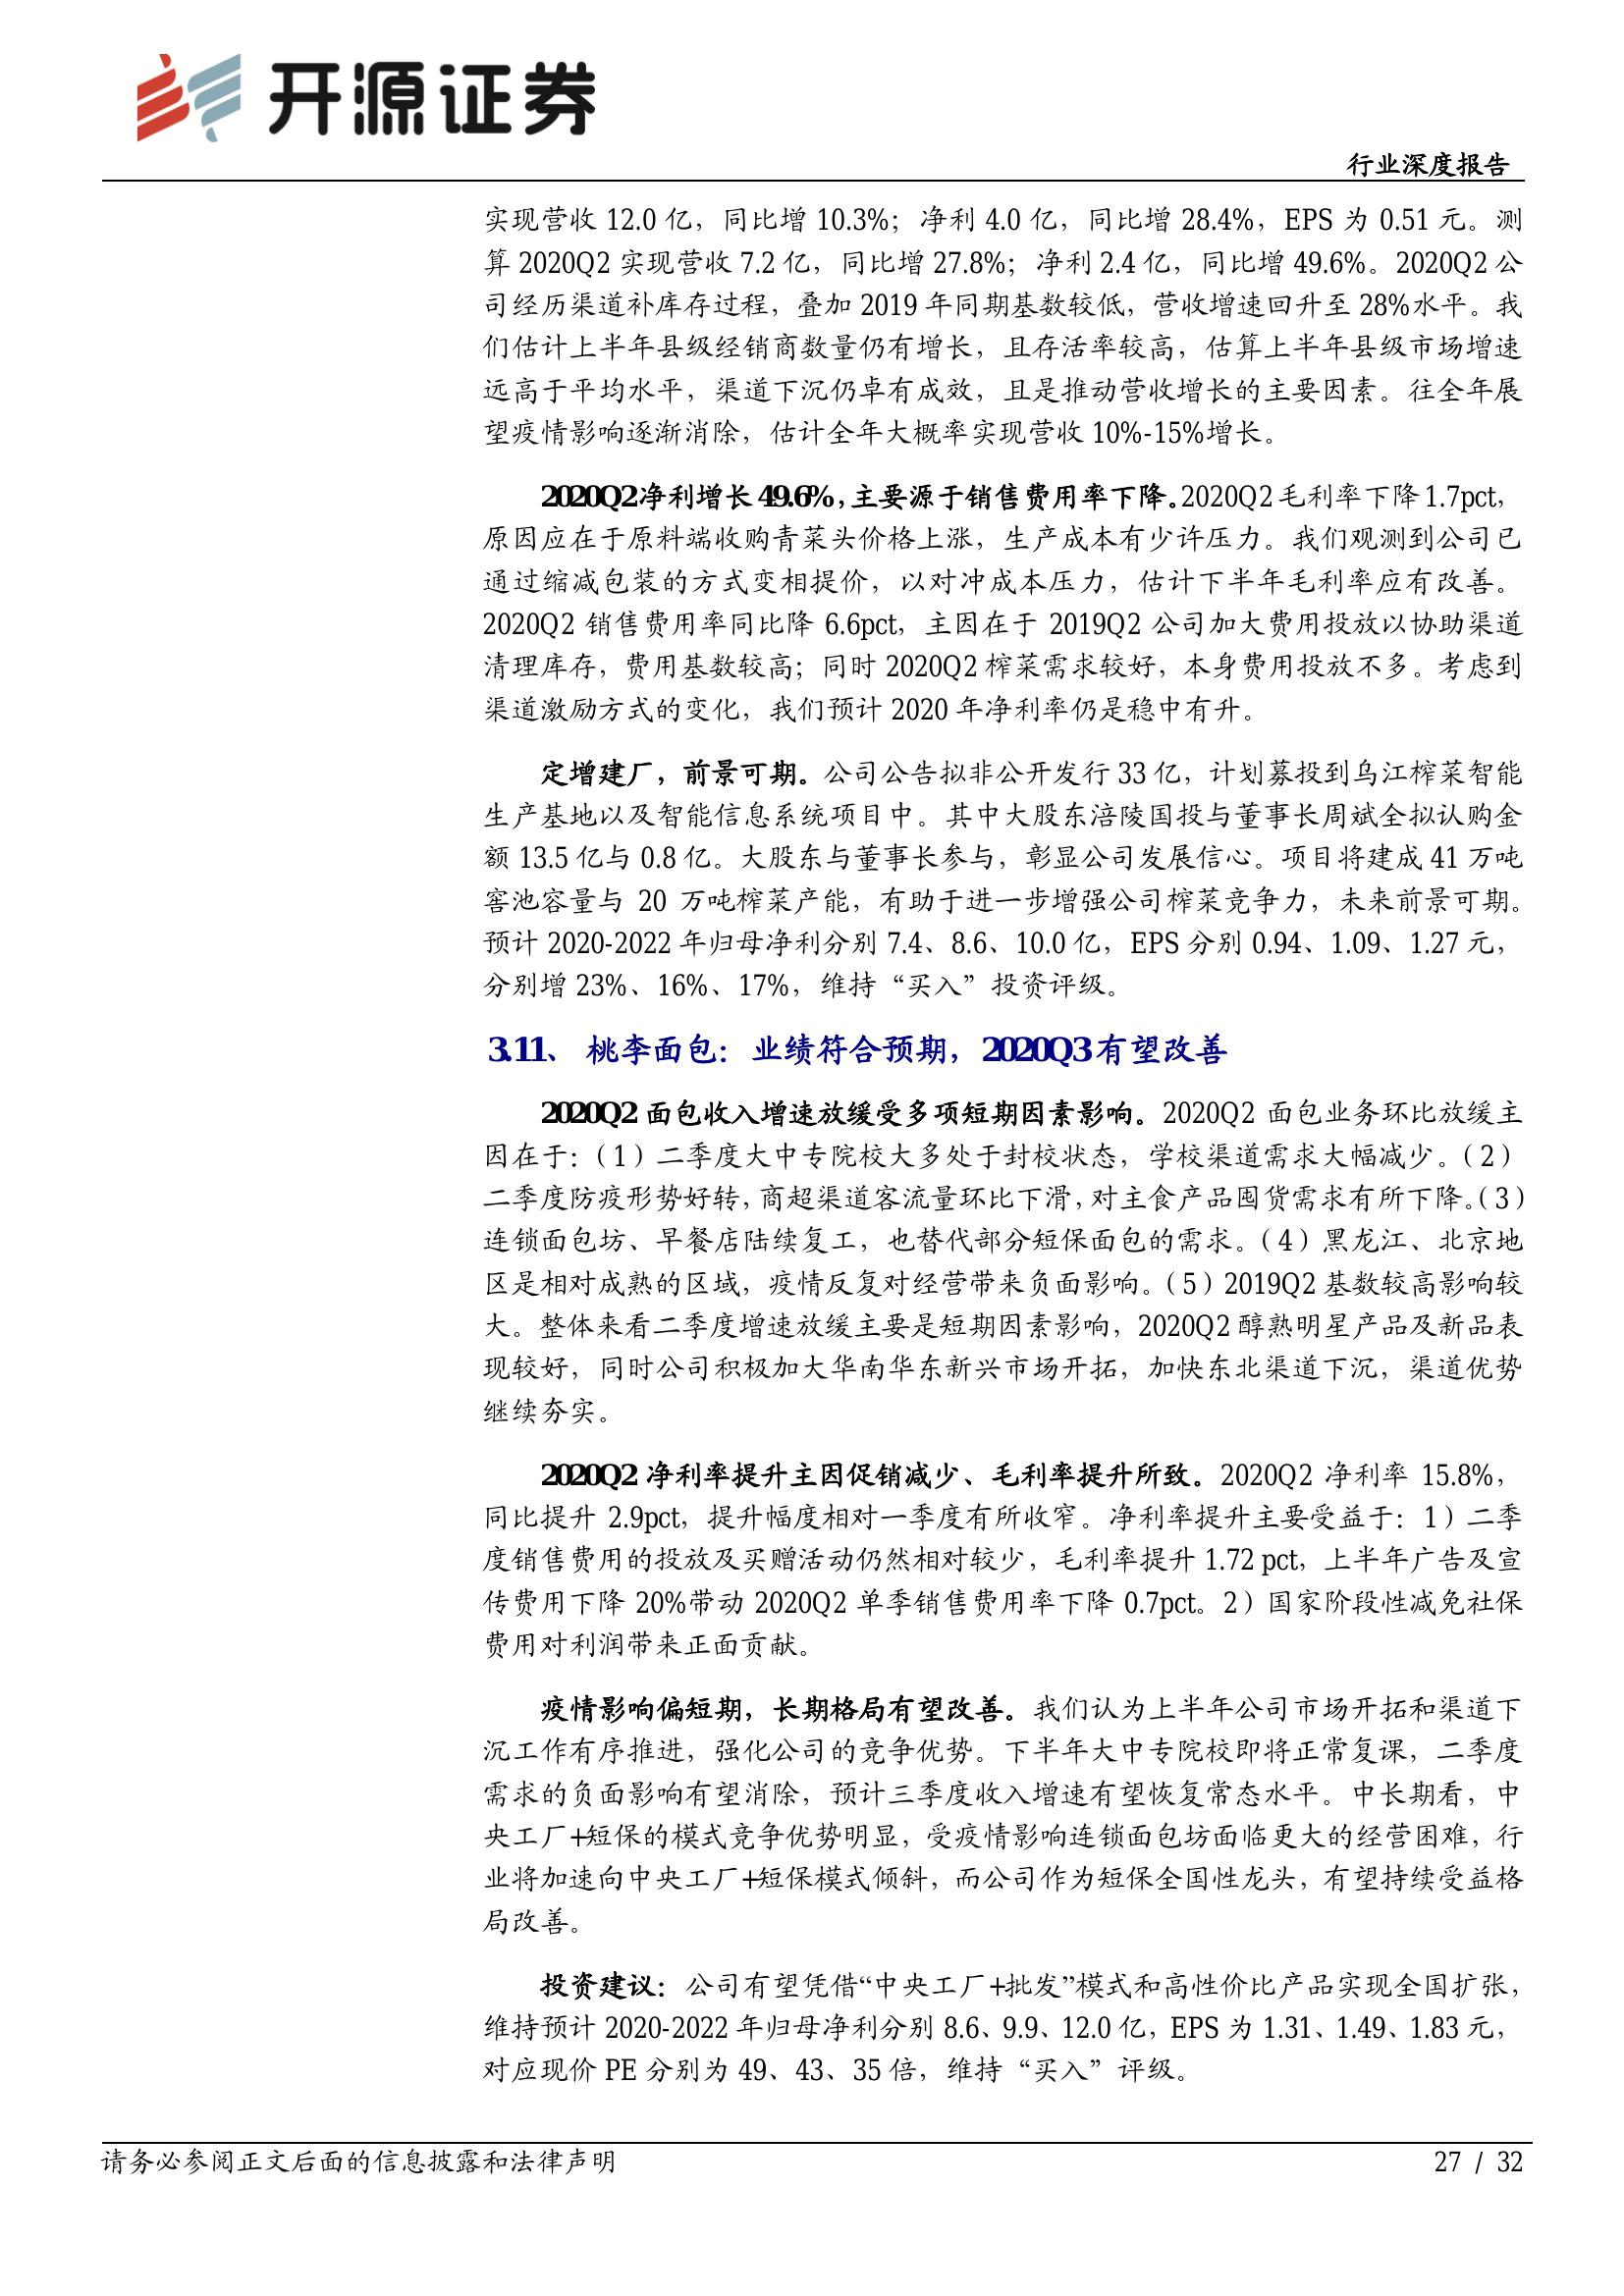 开源证券
行业深度报告
实现营收 12.0 亿，同比增 10.3%；净利 4.0 亿，同比增 28.4%，EPS 为 0.51 元。测
算 2020Q2 实现营收 7.2 亿，同比增 27.8%；净利 2.4 亿，同比增 49.6%。2020Q2 公
司经历渠道补库存过程，叠加 2019 年同期基数较低，营收增速回升至 28%水平。我
们估计上半年县级经销商数量仍有增长，且存活率较高，估算上半年县级市场增速
远高于平均水平，渠道下沉仍卓有成效，且是推动营收增长的主要因素。往全年展
望疫情影响逐渐消除，估计全年大概率实现营收 10%-15%增长。
2020Q2 净利增长 49.6%，主要源于销售费用率下降。2020Q2 毛利率下降 1.7pct，
原因应在于原料端收购青菜头价格上涨，生产成本有少许压力。我们观测到公司已
通过缩减包装的方式变相提价，以对冲成本压力，估计下半年毛利率应有改善。
2020Q2 销售费用率同比降 6.6pct，主因在于 2019Q2 公司加大费用投放以协助渠道
清理库存，费用基数较高；同时 2020Q2 榨菜需求较好，本身费用投放不多。考虑到
渠道激励方式的变化，我们预计 2020 年净利率仍是稳中有升。
定增建厂，前景可期。公司公告拟非公开发行 33 亿，计划募投到乌江榨菜智能
生产基地以及智能信息系统项目中。其中大股东涪陵国投与董事长周斌全拟认购金
额 13.5 亿与 0.8 亿。大股东与董事长参与，彰显公司发展信心。项目将建成 41 万吨
窖池容量与 20 万吨榨菜产能，有助于进一步增强公司榨菜竞争力，未来前景可期。
预计 2020-2022 年归母净利分别 7.4、8.6、10.0 亿，EPS 分别 0.94、1.09、1.27 元，
分别增 23%、16%、17%，维持“买入”投资评级。
3.11、 桃李面包：业绩符合预期，2020Q3 有望改善
2020Q2 面包收入增速放缓受多项短期因素影响。2020Q2 面包业务环比放缓主
因在于：（1）二季度大中专院校大多处于封校状态，学校渠道需求大幅减少。（2）
二季度防疫形势好转，商超渠道客流量环比下滑，对主食产品囤货需求有所下降。（3）
连锁面包坊、早餐店陆续复工，也替代部分短保面包的需求。（4）黑龙江、北京地
区是相对成熟的区域，疫情反复对经营带来负面影响。（5）2019Q2 基数较高影响较
大。整体来看二季度增速放缓主要是短期因素影响，2020Q2 醇熟明星产品及新品表
现较好，同时公司积极加大华南华东新兴市场开拓，加快东北渠道下沉，渠道优势
继续夯实。
2020Q2 净利率提升主因促销减少、毛利率提升所致。2020Q2 净利率 15.8%，
同比提升 2.9pct，提升幅度相对一季度有所收窄。净利率提升主要受益于：1）二季
度销售费用的投放及买赠活动仍然相对较少，毛利率提升 1.72 pct，上半年广告及宣
传费用下降 20%带动 2020Q2 单季销售费用率下降 0.7pct。2）国家阶段性减免社保
费用对利润带来正面贡献。
疫情影响偏短期，长期格局有望改善。我们认为上半年公司市场开拓和渠道下
沉工作有序推进，强化公司的竞争优势。下半年大中专院校即将正常复课，二季度
需求的负面影响有望消除，预计三季度收入增速有望恢复常态水平。中长期看，中
央工厂+短保的模式竞争优势明显，受疫情影响连锁面包坊面临更大的经营困难，行
业将加速向中央工厂+短保模式倾斜，而公司作为短保全国性龙头，有望持续受益格
局改善。
投资建议：公司有望凭借“中央工厂+批发”模式和高性价比产品实现全国扩张，
维持预计 2020-2022 年归母净利分别 8.6、9.9、12.0 亿，EPS 为 1.31、1.49、1.83 元，
对应现价 PE 分别为 49、43、35 倍，维持“买入”评级。
请务必参阅正文后面的信息披露和法律声明
27 / 32